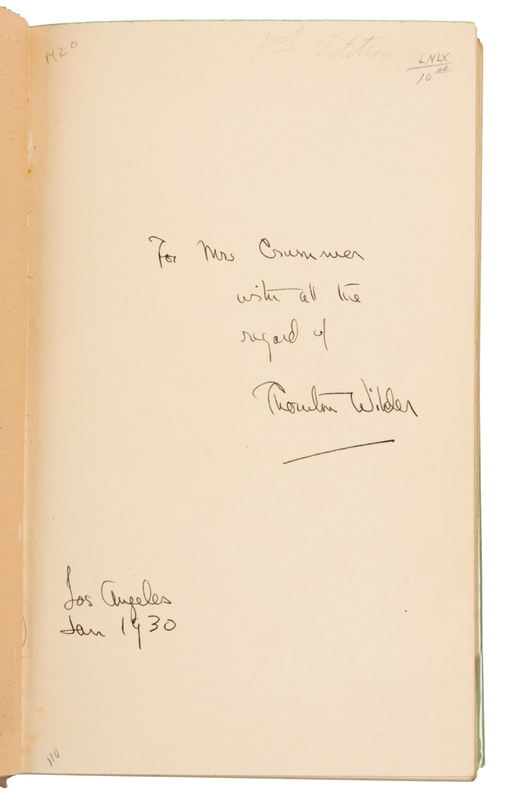 M20
1st Edition
LNLX
10 00
For Mrs Crummer
with all the
regard of
Thornton Wilder
Los Angeles
Jan 1930